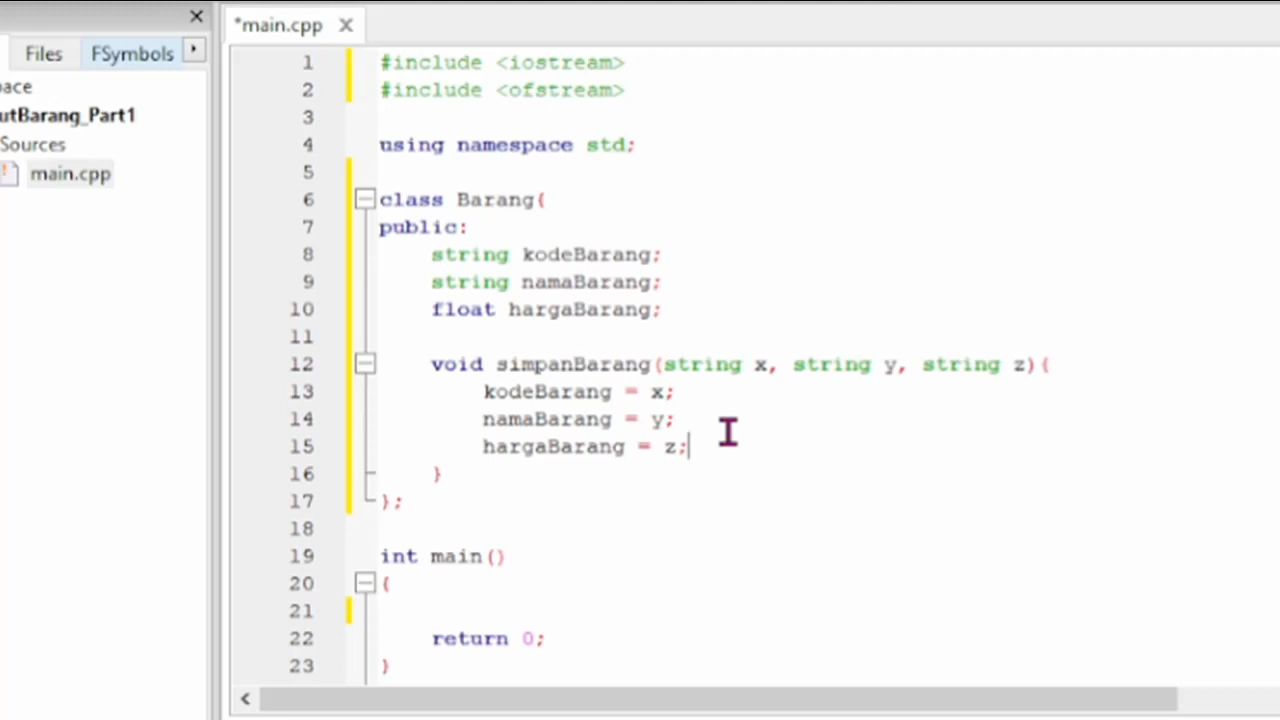 *main.cpp
Files FSymbols
pace
utBarang_Part1
Sources
main.cpp
1 #include <iostream>
2 #include <ofstream>
3
4 using namespace std;
5
6 class Barang{
7 public:
8 string kodeBarang;
9 string namaBarang;
10 float hargaBarang;
11
12 void simpanBarang(string x, string y, string z){
13 kodeBarang = x;
14 namaBarang = y;
15 hargaBarang = z;
16 }
17 };
18
19 int main()
20 {
21
22 return 0;
23 }